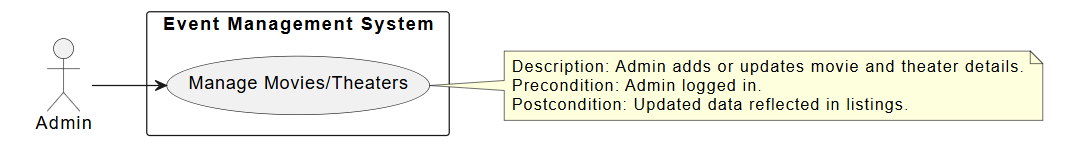 Event Management System
Manage Movies/Theaters
Admin
Description: Admin adds or updates movie and theater details.
Precondition: Admin logged in.
Postcondition: Updated data reflected in listings.